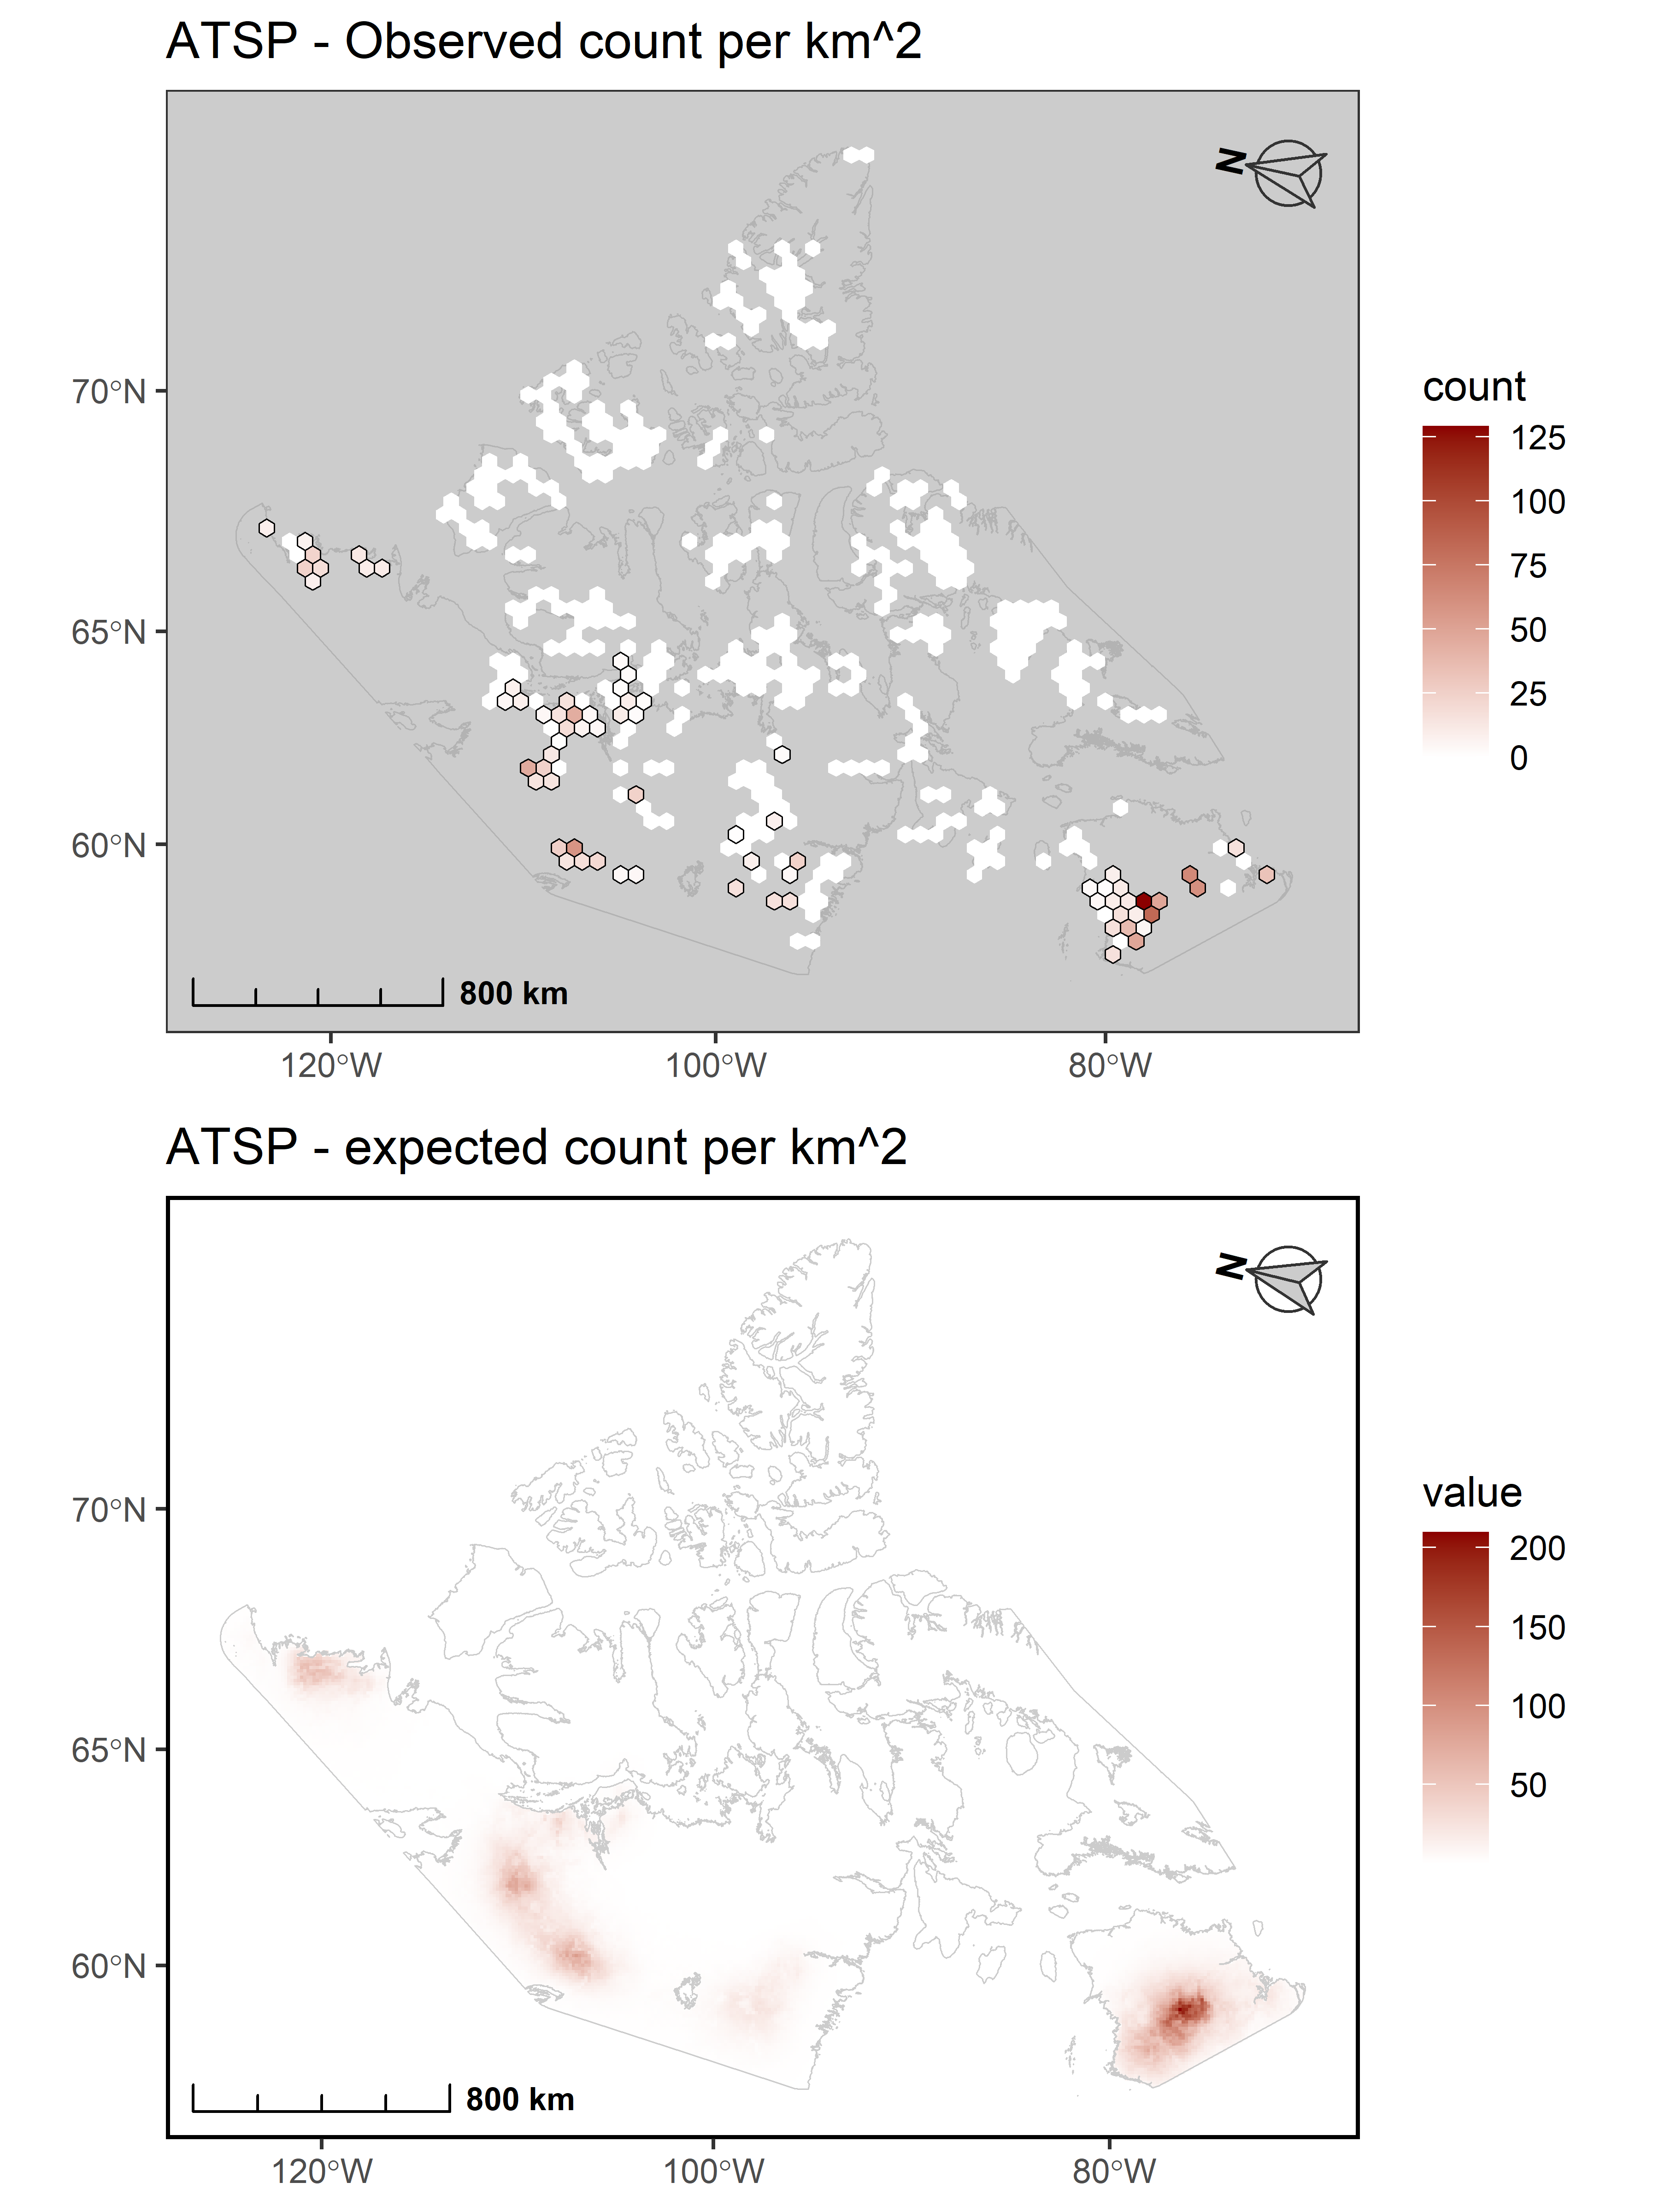 ATSP - Observed count per km^2
N
70°N
65°N
60°N
800 km
120°W
100°W
80°W
count
125
100
75
50
25
0
ATSP - expected count per km^2
N
70°N
65°N
60°N
800 km
120°W
100°W
80°W
value
200
150
100
50